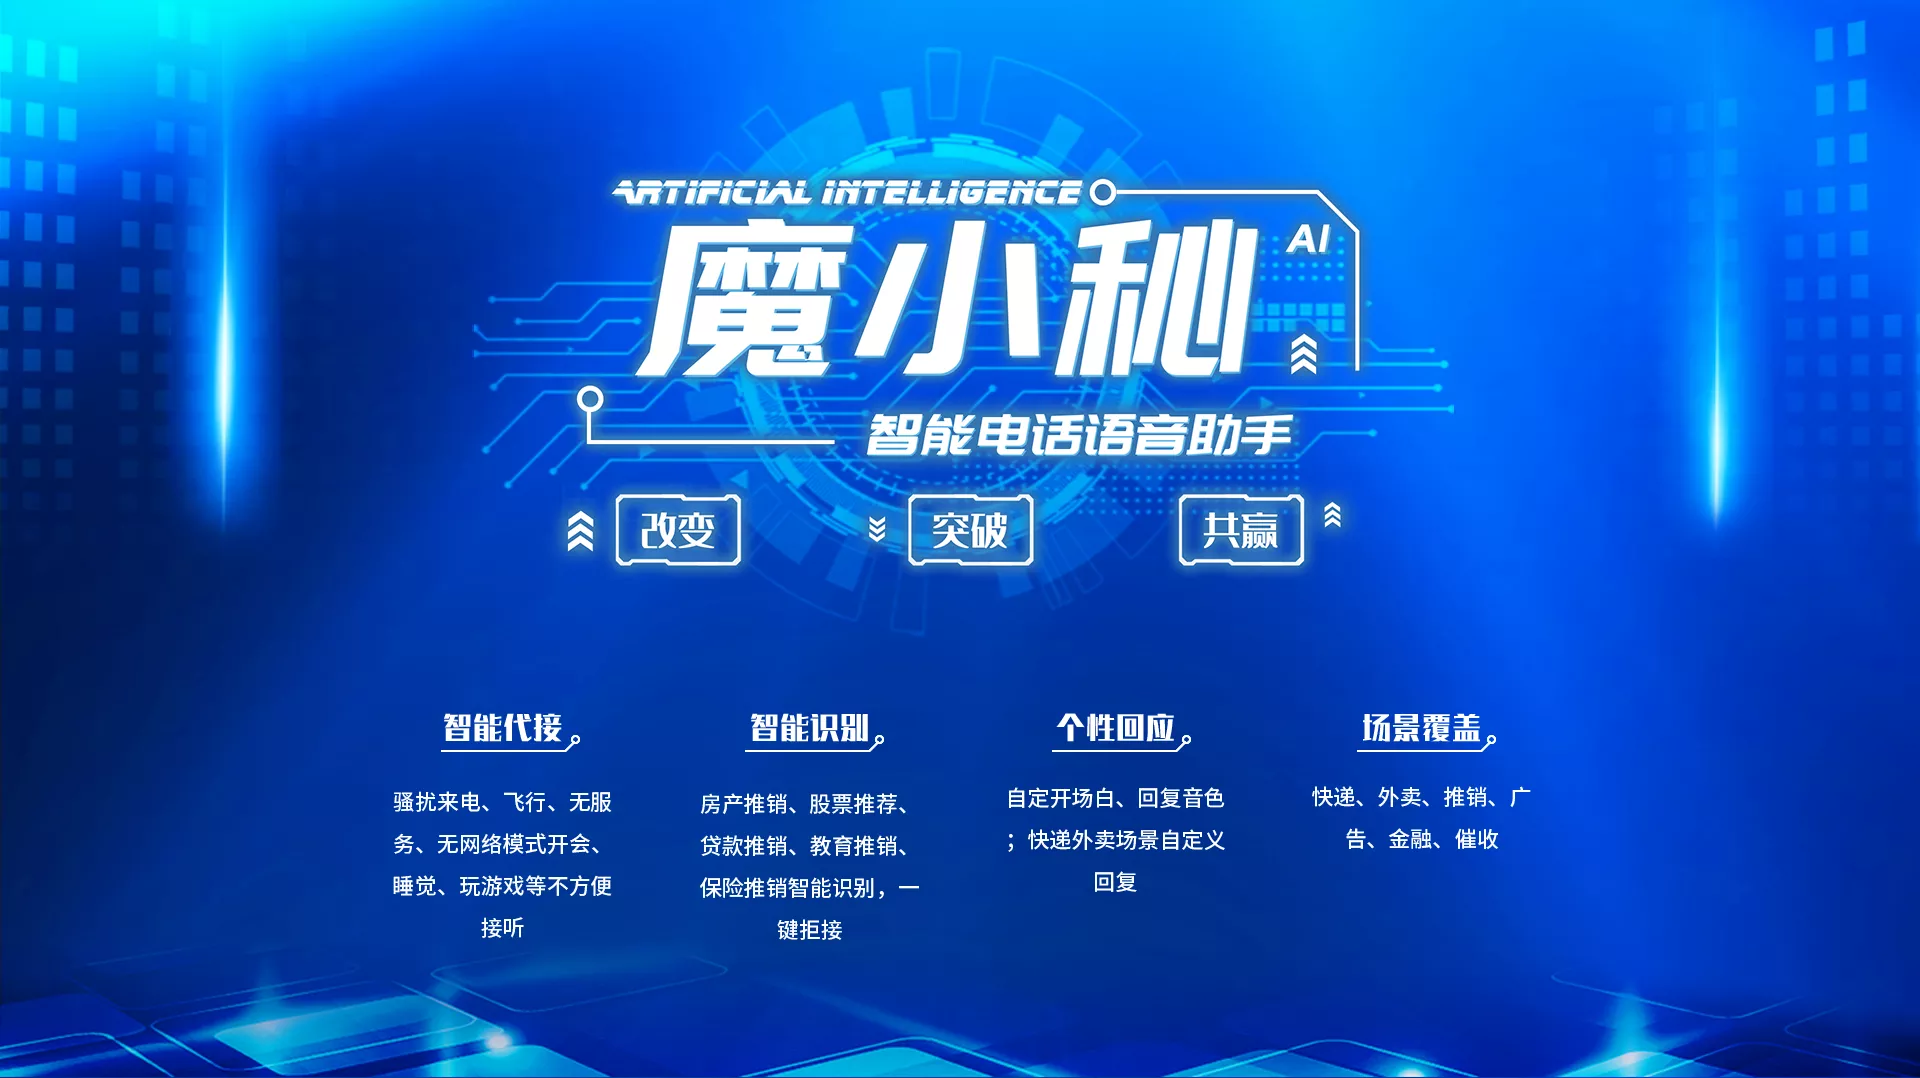 ARTIFICIAL INTELLIGENCE
魔小秘
AI
智能电话语音助手
改变
突破
共赢
智能代接
骚扰来电、飞行、无服
务、无网络模式开会、
睡觉、玩游戏等不方便
接听
智能识别
房产推销、股票推荐、
贷款推销、教育推销、
保险推销智能识别，一
键拒接
个性回应
自定开场白、回复音色
；快递外卖场景自定义
回复
场景覆盖
快递、外卖、推销、广
告、金融、催收